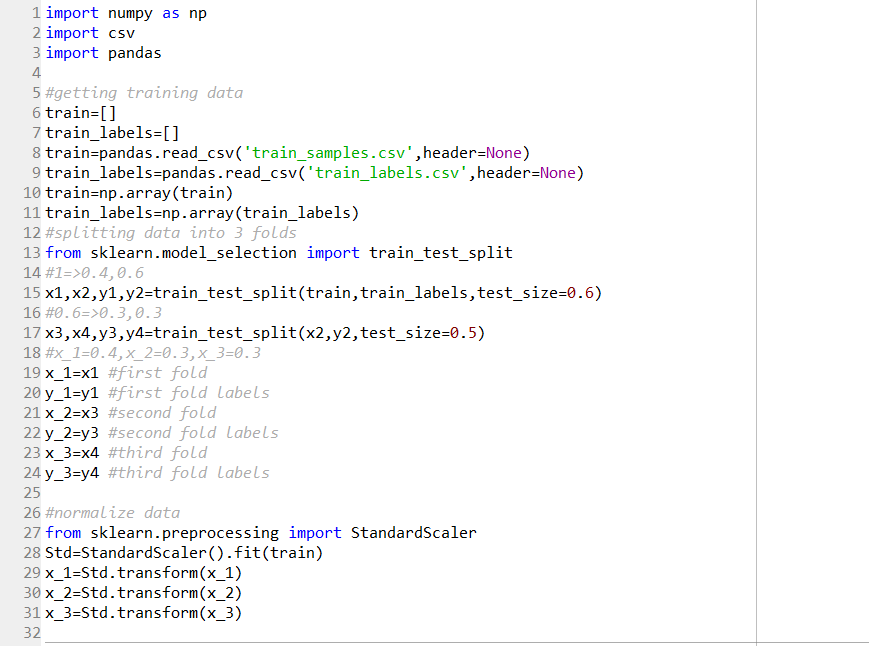 1 import numpy as np
2 import csv
3 import pandas
4
5 #getting training data
6 train=[]
7 train_labels=[]
8 train=pandas.read_csv('train_samples.csv',header=None)
9 train_labels=pandas.read_csv('train_labels.csv',header=None)
10 train=np.array(train)
11 train_labels=np.array(train_labels)
12 #splitting data into 3 folds
13 from sklearn.model_selection import train_test_split
14 #1=>0.4,0.6
15 x1,x2,y1,y2=train_test_split(train,train_labels,test_size=0.6)
16 #0.6=>0.3,0.3
17 x3,x4,y3,y4=train_test_split(x2,y2,test_size=0.5)
18 #x_1=0.4,x_2=0.3,x_3=0.3
19 x_1=x1 #first fold
20 y_1=y1 #first fold labels
21 x_2=x3 #second fold
22 y_2=y3 #second fold labels
23 x_3=x4 #third fold
24 y_3=y4 #third fold labels
25
26 #normalize data
27 from sklearn.preprocessing import StandardScaler
28 Std=StandardScaler().fit(train)
29 x_1=Std.transform(x_1)
30 x_2=Std.transform(x_2)
31 x_3=Std.transform(x_3)
32